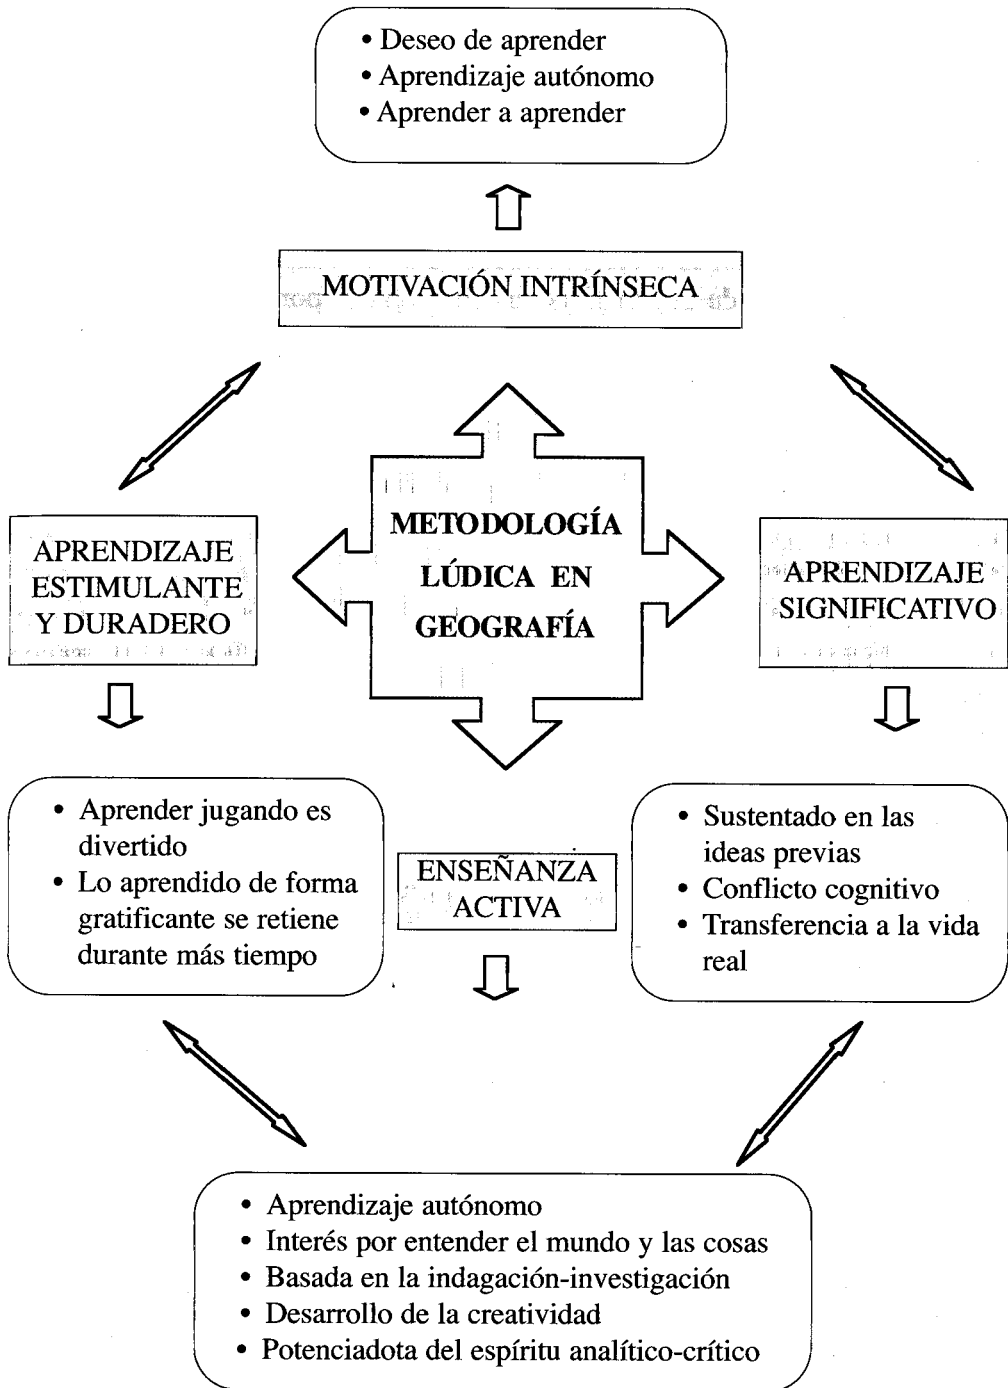 • Deseo de aprender
• Aprendizaje autónomo
• Aprender a aprender
MOTIVACIÓN INTRÍNSECA
METODOLOGÍA
LÚDICA EN
GEOGRAFÍA
APRENDIZAJE
ESTIMULANTE
Y DURADERO
APRENDIZAJE
SIGNIFICATIVO
• Aprender jugando es
divertido
• Lo aprendido de forma
gratificante se retiene
durante más tiempo
ENSEÑANZA
ACTIVA
• Sustentado en las
ideas previas
• Conflicto cognitivo
• Transferencia a la vida
real
• Aprendizaje autónomo
• Interés por entender el mundo y las cosas
• Basada en la indagación-investigación
• Desarrollo de la creatividad
• Potenciadota del espíritu analítico-crítico